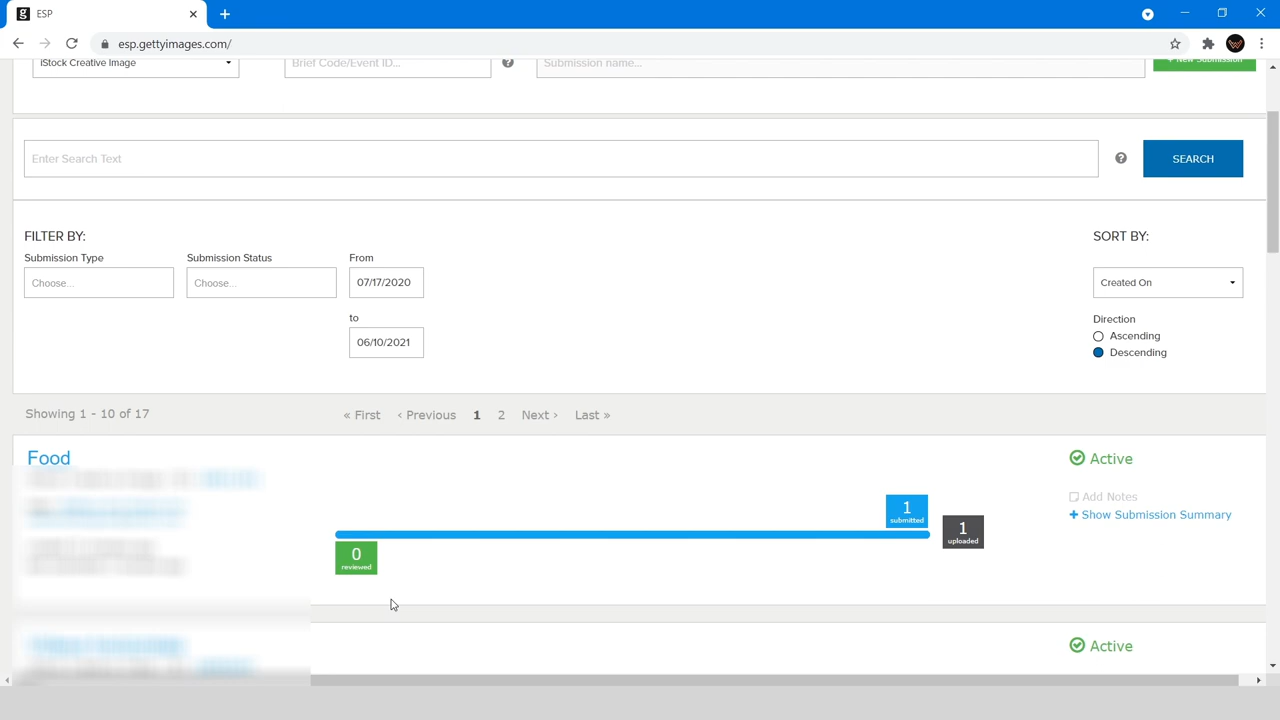 ESP
esp.gettyimages.com/
iStock Creative Image
Brief Code/Event ID...
Submission name...
+ New Submission
Enter Search Text
SEARCH
FILTER BY:
SORT BY:
Submission Type
Submission Status
From
Choose...
Choose...
07/17/2020
Created On
to
Direction
Ascending
06/10/2021
Descending
Showing 1 - 10 of 17
« First
‹ Previous
1
2
Next ›
Last »
Food
Active
Add Notes
+ Show Submission Summary
1
submitted
1
uploaded
0
reviewed
Active